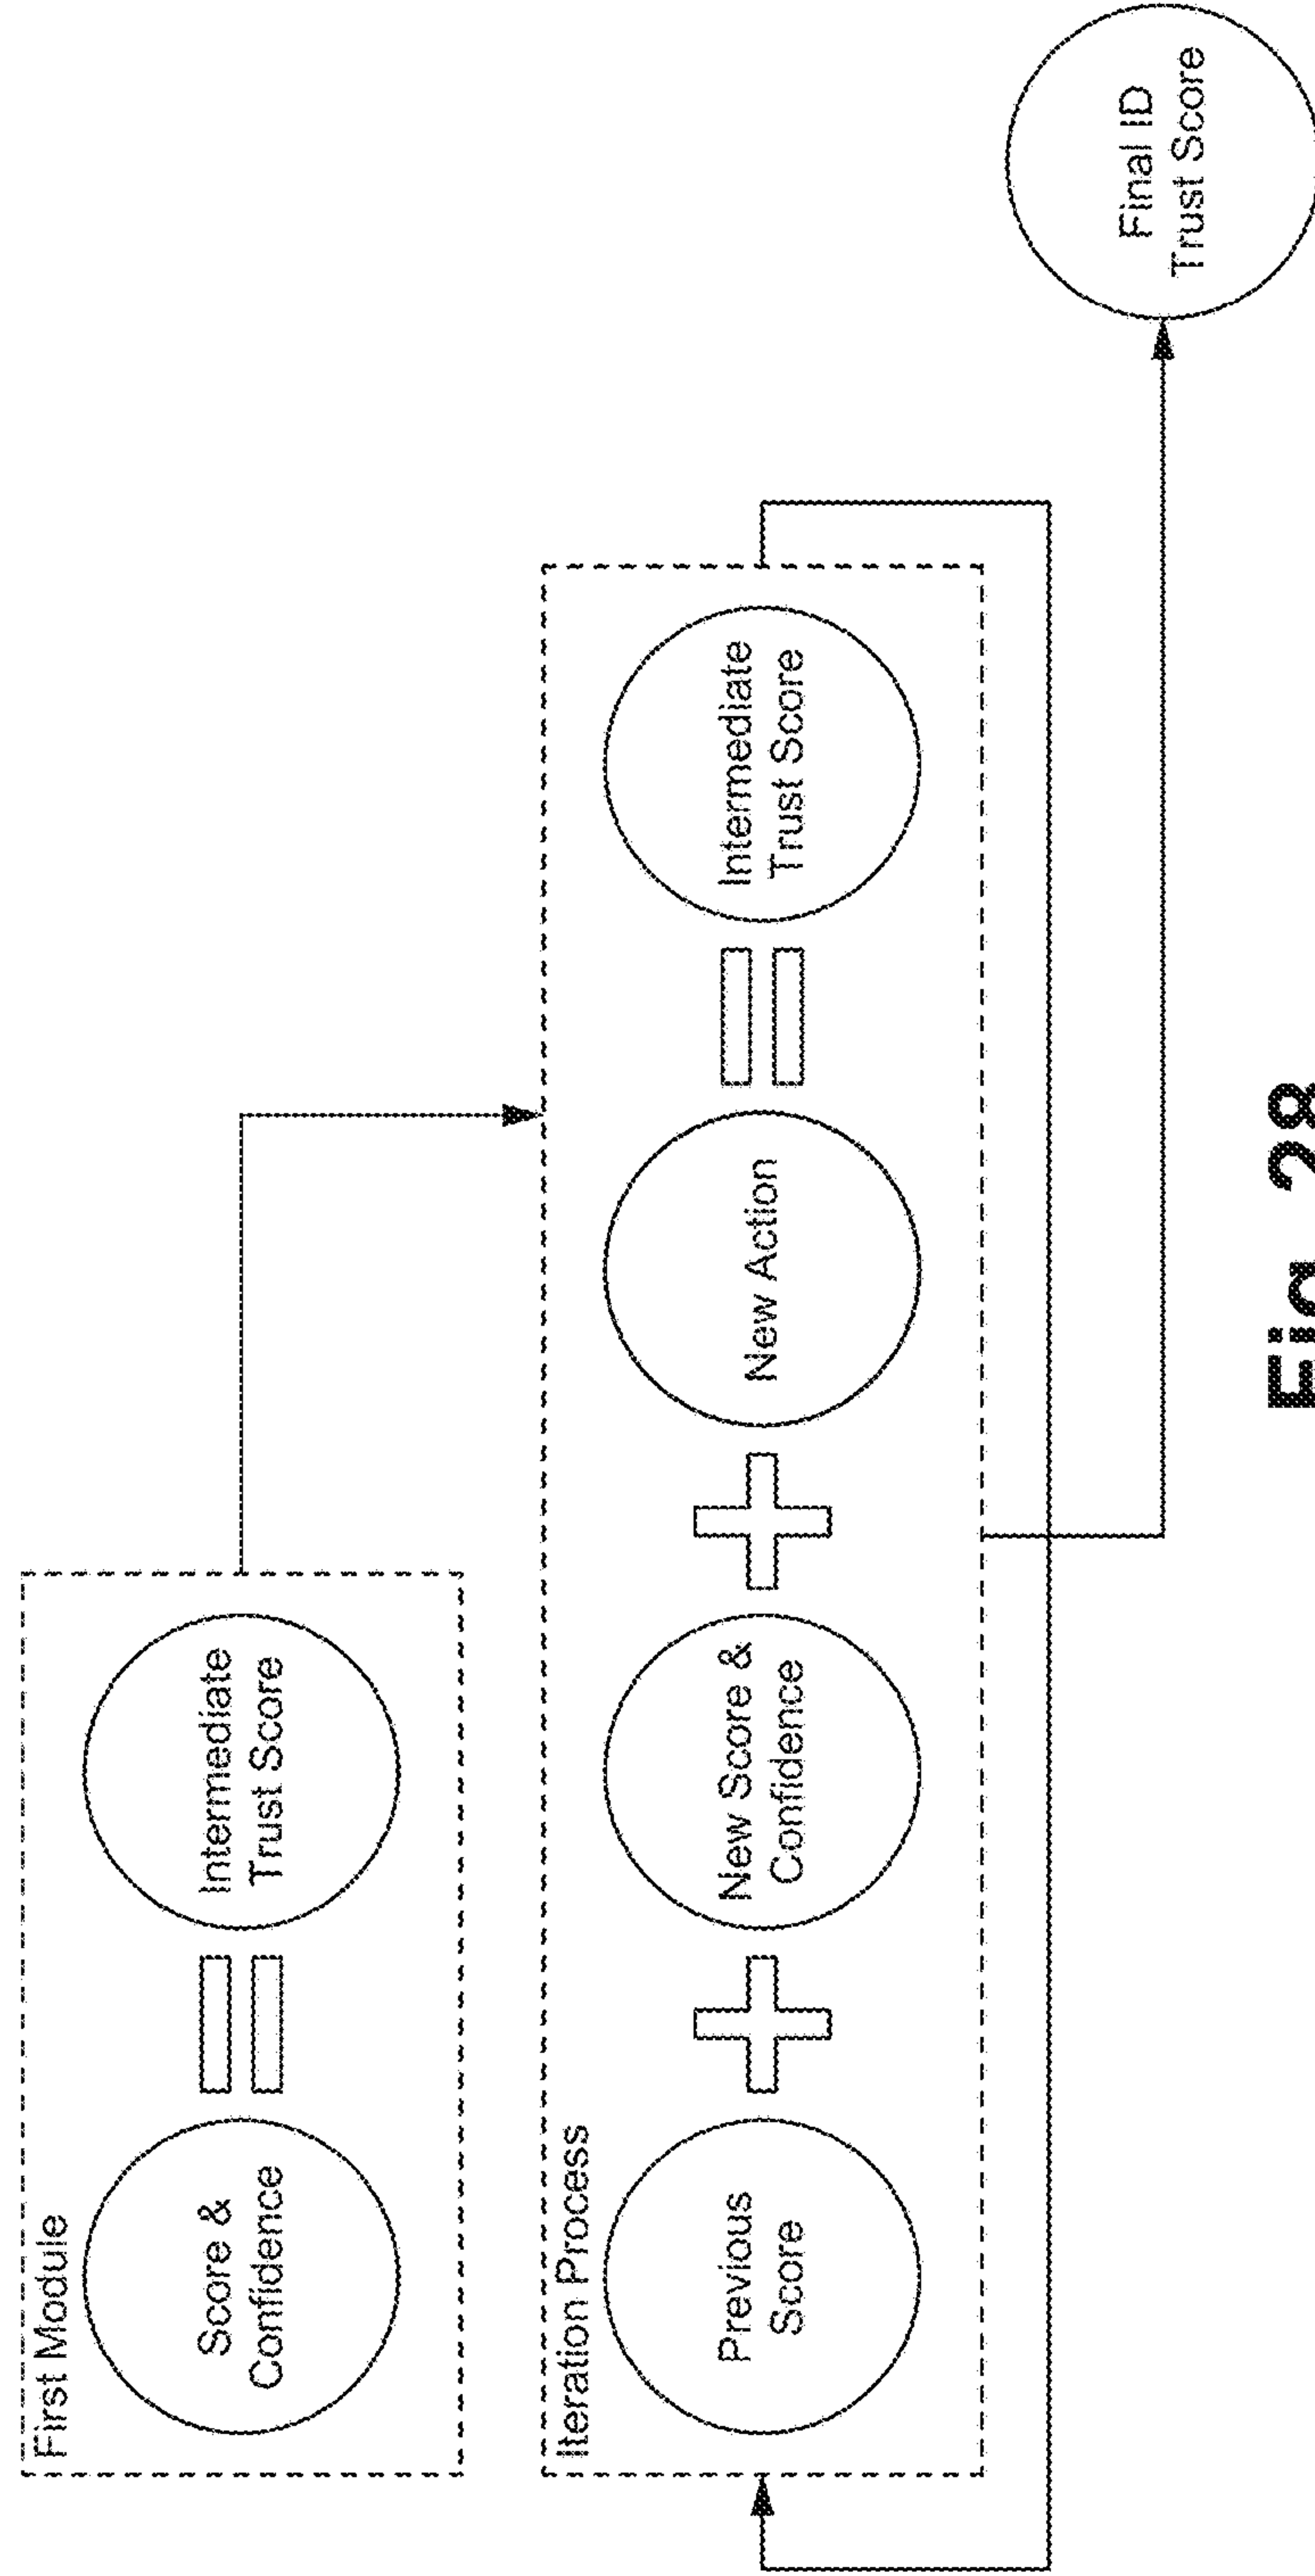 First Module
Score &
Confidence
Intermediate
Trust Score
Iteration Process
Previous
Score
New Score &
Confidence
New Action
Intermediate
Trust Score
Final ID
Trust Score
Fig. 28